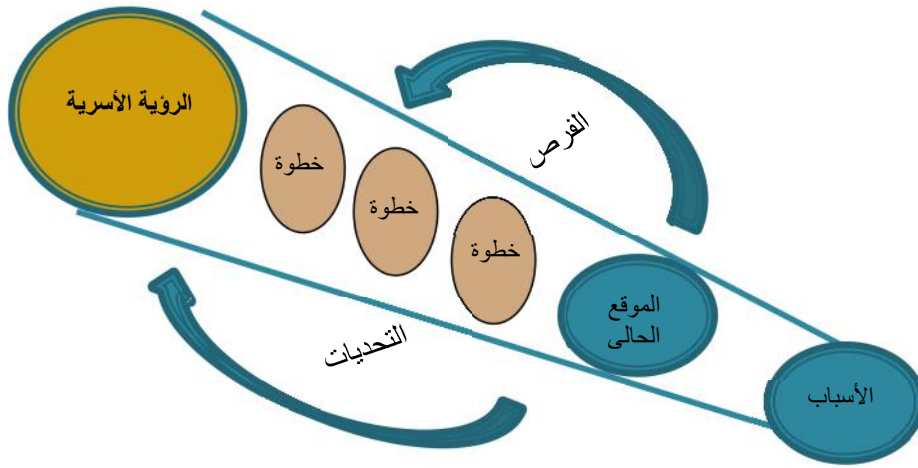 الرؤية الأسرية
الفرص
خطوة
خطوة
خطوة
الموقع
الحالى
التحديات
الأسباب